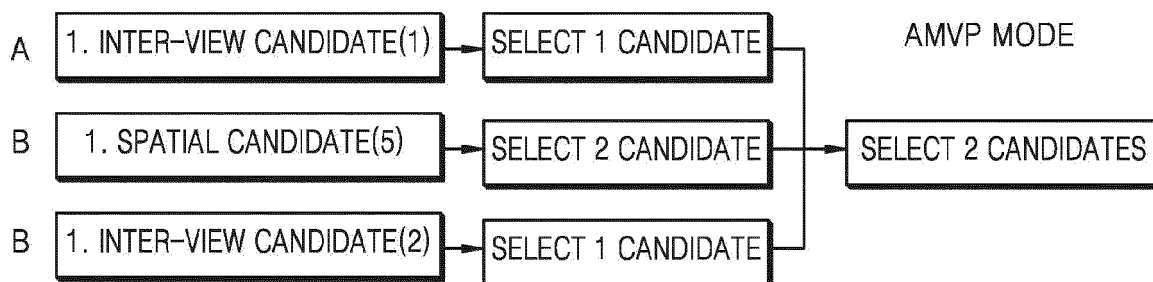 A 1. INTER-VIEW CANDIDATE(1) SELECT 1 CANDIDATE AMVP MODE
B 1. SPATIAL CANDIDATE(5) SELECT 2 CANDIDATE SELECT 2 CANDIDATES
B 1. INTER-VIEW CANDIDATE(2) SELECT 1 CANDIDATE